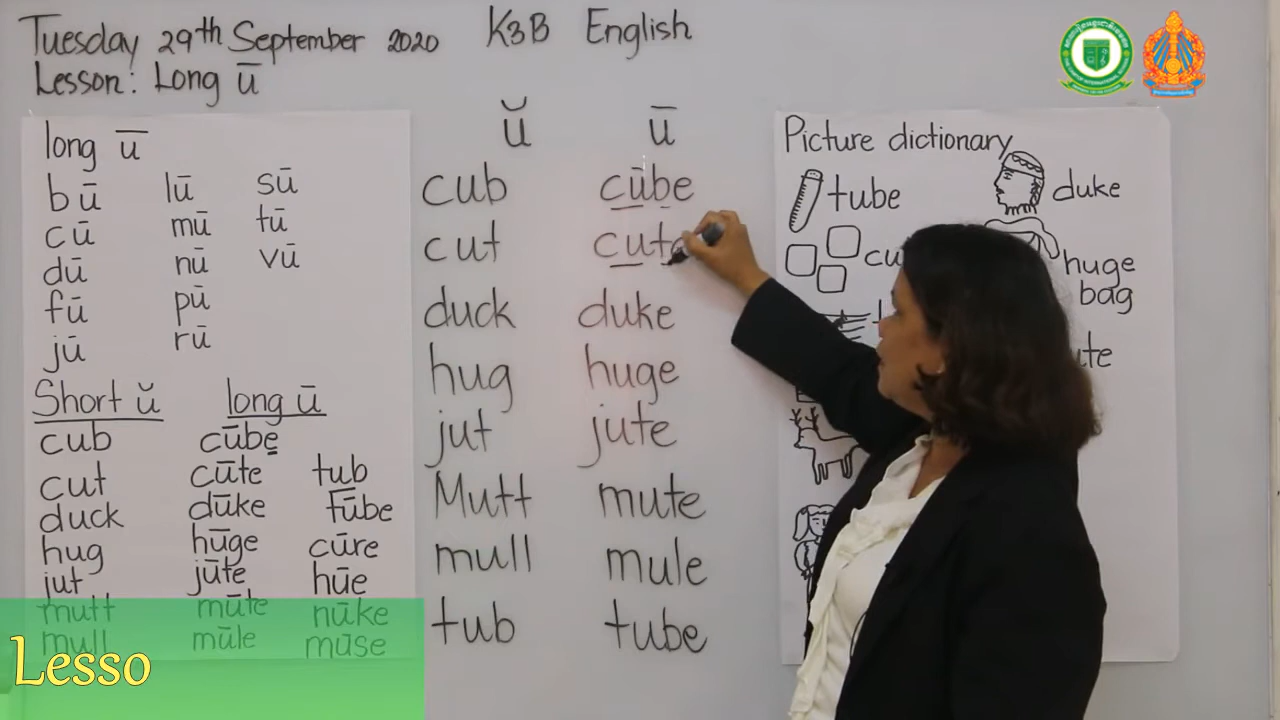 Tuesday 29th September 2020 K3B English
Lesson: Long ū
long ū
bū lū sū
cū mū tū
dū nū vū
fū pū
jū rū
Short ŭ long ū
cub cūbe
cut cūte tub
duck dūke Tūbe
hug hūge cūre
jut jūte hūe
mutt mūte nūke
mull mūle mūse
ŭ ū
cub cūbe
cut cute
duck duke
hug huge
jut jute
Mutt mute
mull mule
tub tube
Picture dictionary
tube duke
huge
bag
Lesso